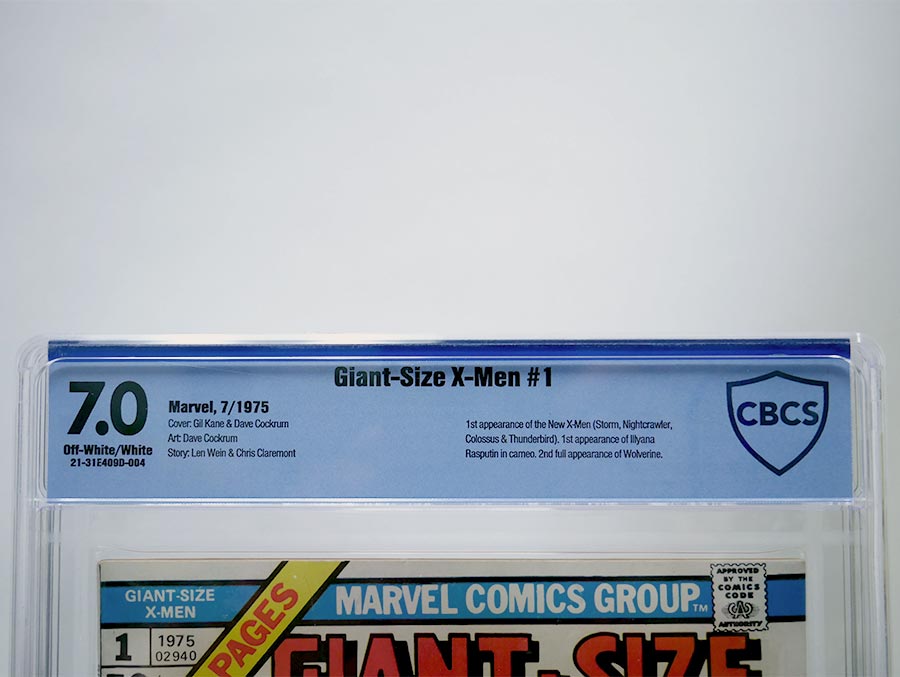 Giant-Size X-Men #1
7.0
Off-White/White
21-31E409D-004
Marvel, 7/1975
Cover: Gil Kane & Dave Cockrum
Art: Dave Cockrum
Story: Len Wein & Chris Claremont
1st appearance of the New X-Men (Storm, Nightcrawler,
Colossus & Thunderbird). 1st appearance of Illyana
Rasputin in cameo. 2nd full appearance of Wolverine.
CBCS
GIANT-SIZE
X-MEN
1
1975
02940
PAGES
MARVEL COMICS GROUP™
APPROVED
BY THE
COMICS
CODE
AUTHORITY
GIANT-SIZE